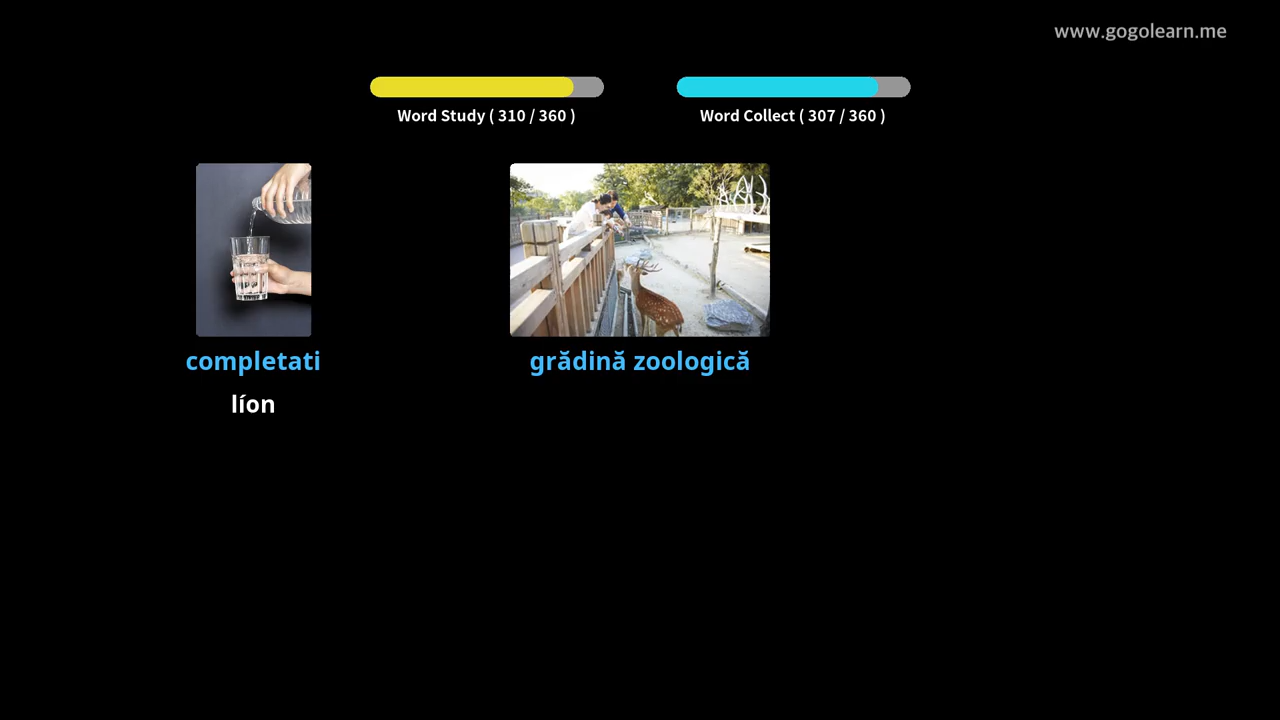 www.gogolearn.me
Word Study ( 310 / 360 )
Word Collect ( 307 / 360 )
completati
líon
grădină zoologică